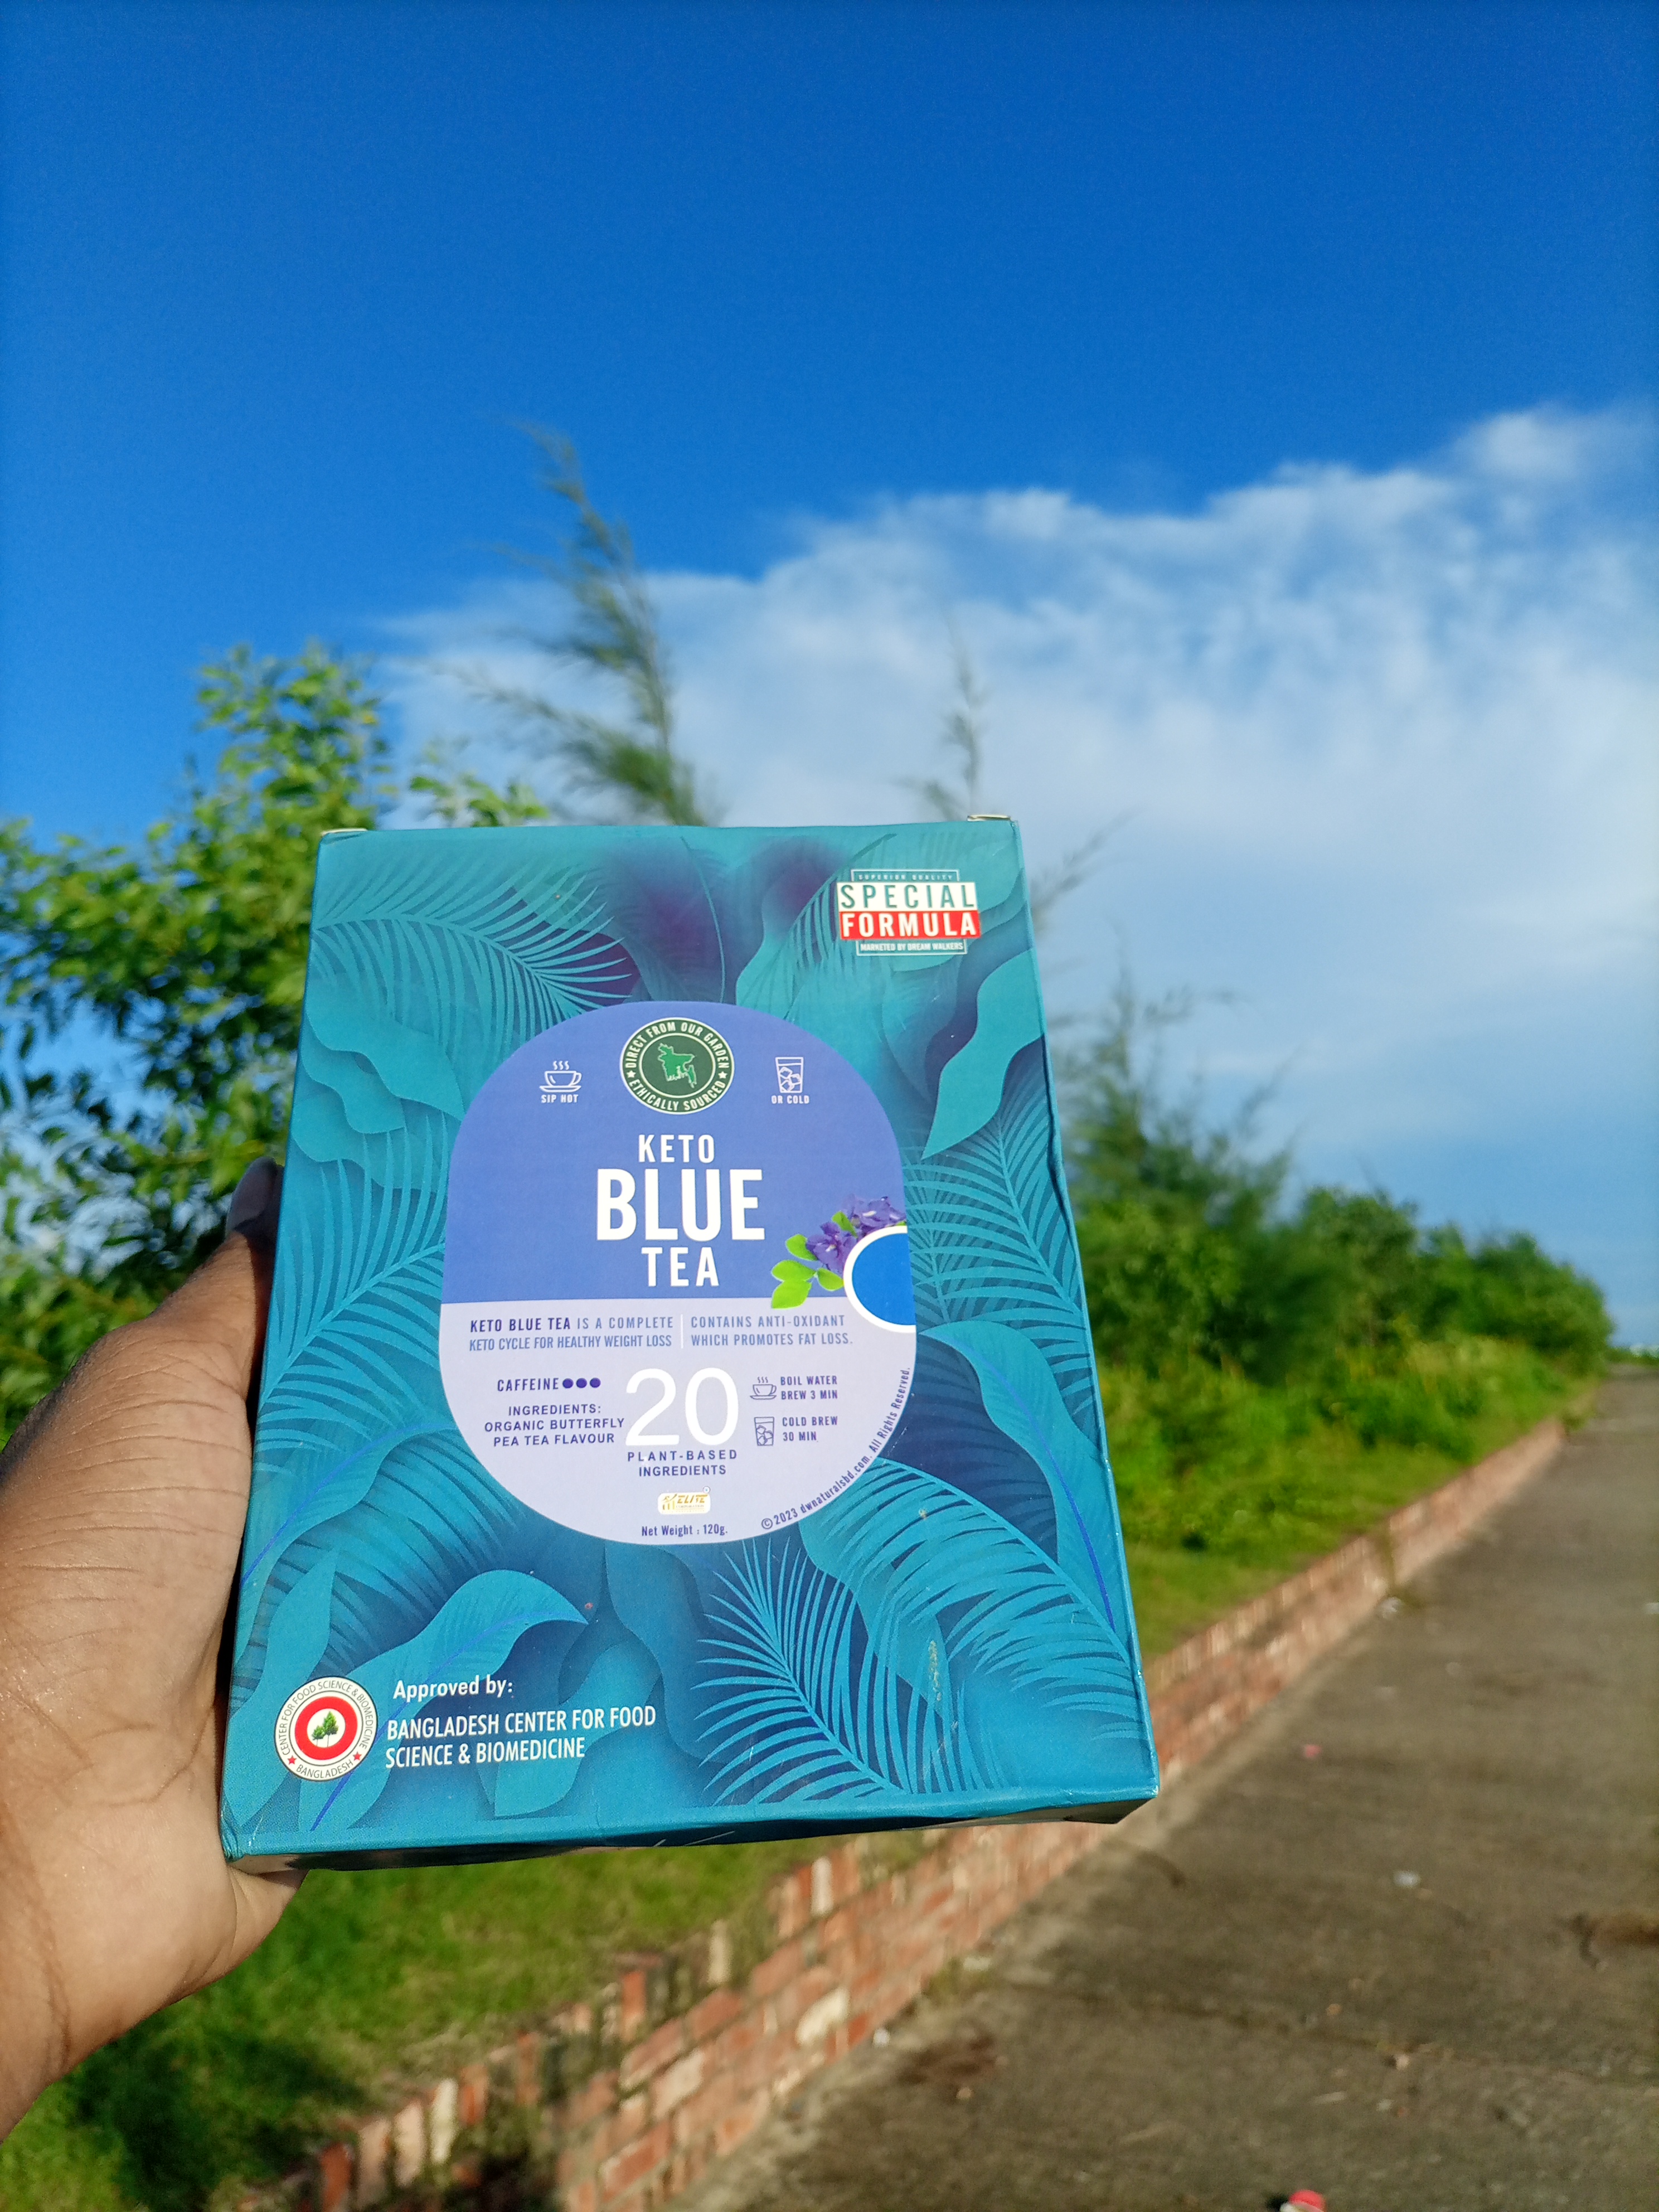 SUPERIOR QUALITY
SPECIAL
FORMULA
MARKETED BY DREAM WALKERS
DIRECT FROM OUR GARDEN
ETHICALLY SOURCED
SIP HOT
OR COLD
KETO
BLUE
TEA
KETO BLUE TEA IS A COMPLETE
KETO CYCLE FOR HEALTHY WEIGHT LOSS
CONTAINS ANTI-OXIDANT
WHICH PROMOTES FAT LOSS.
CAFFEINE
INGREDIENTS:
ORGANIC BUTTERFLY
PEA TEA FLAVOUR
20
PLANT-BASED
INGREDIENTS
BOIL WATER
BREW 3 MIN
COLD BREW
30 MIN
ELITE
Net Weight : 120g.
©2023 dwnaturalsbd.com. All Rights Reserved.
CENTER FOR FOOD SCIENCE & BIOMEDICINE
BANGLADESH
Approved by:
BANGLADESH CENTER FOR FOOD
SCIENCE & BIOMEDICINE